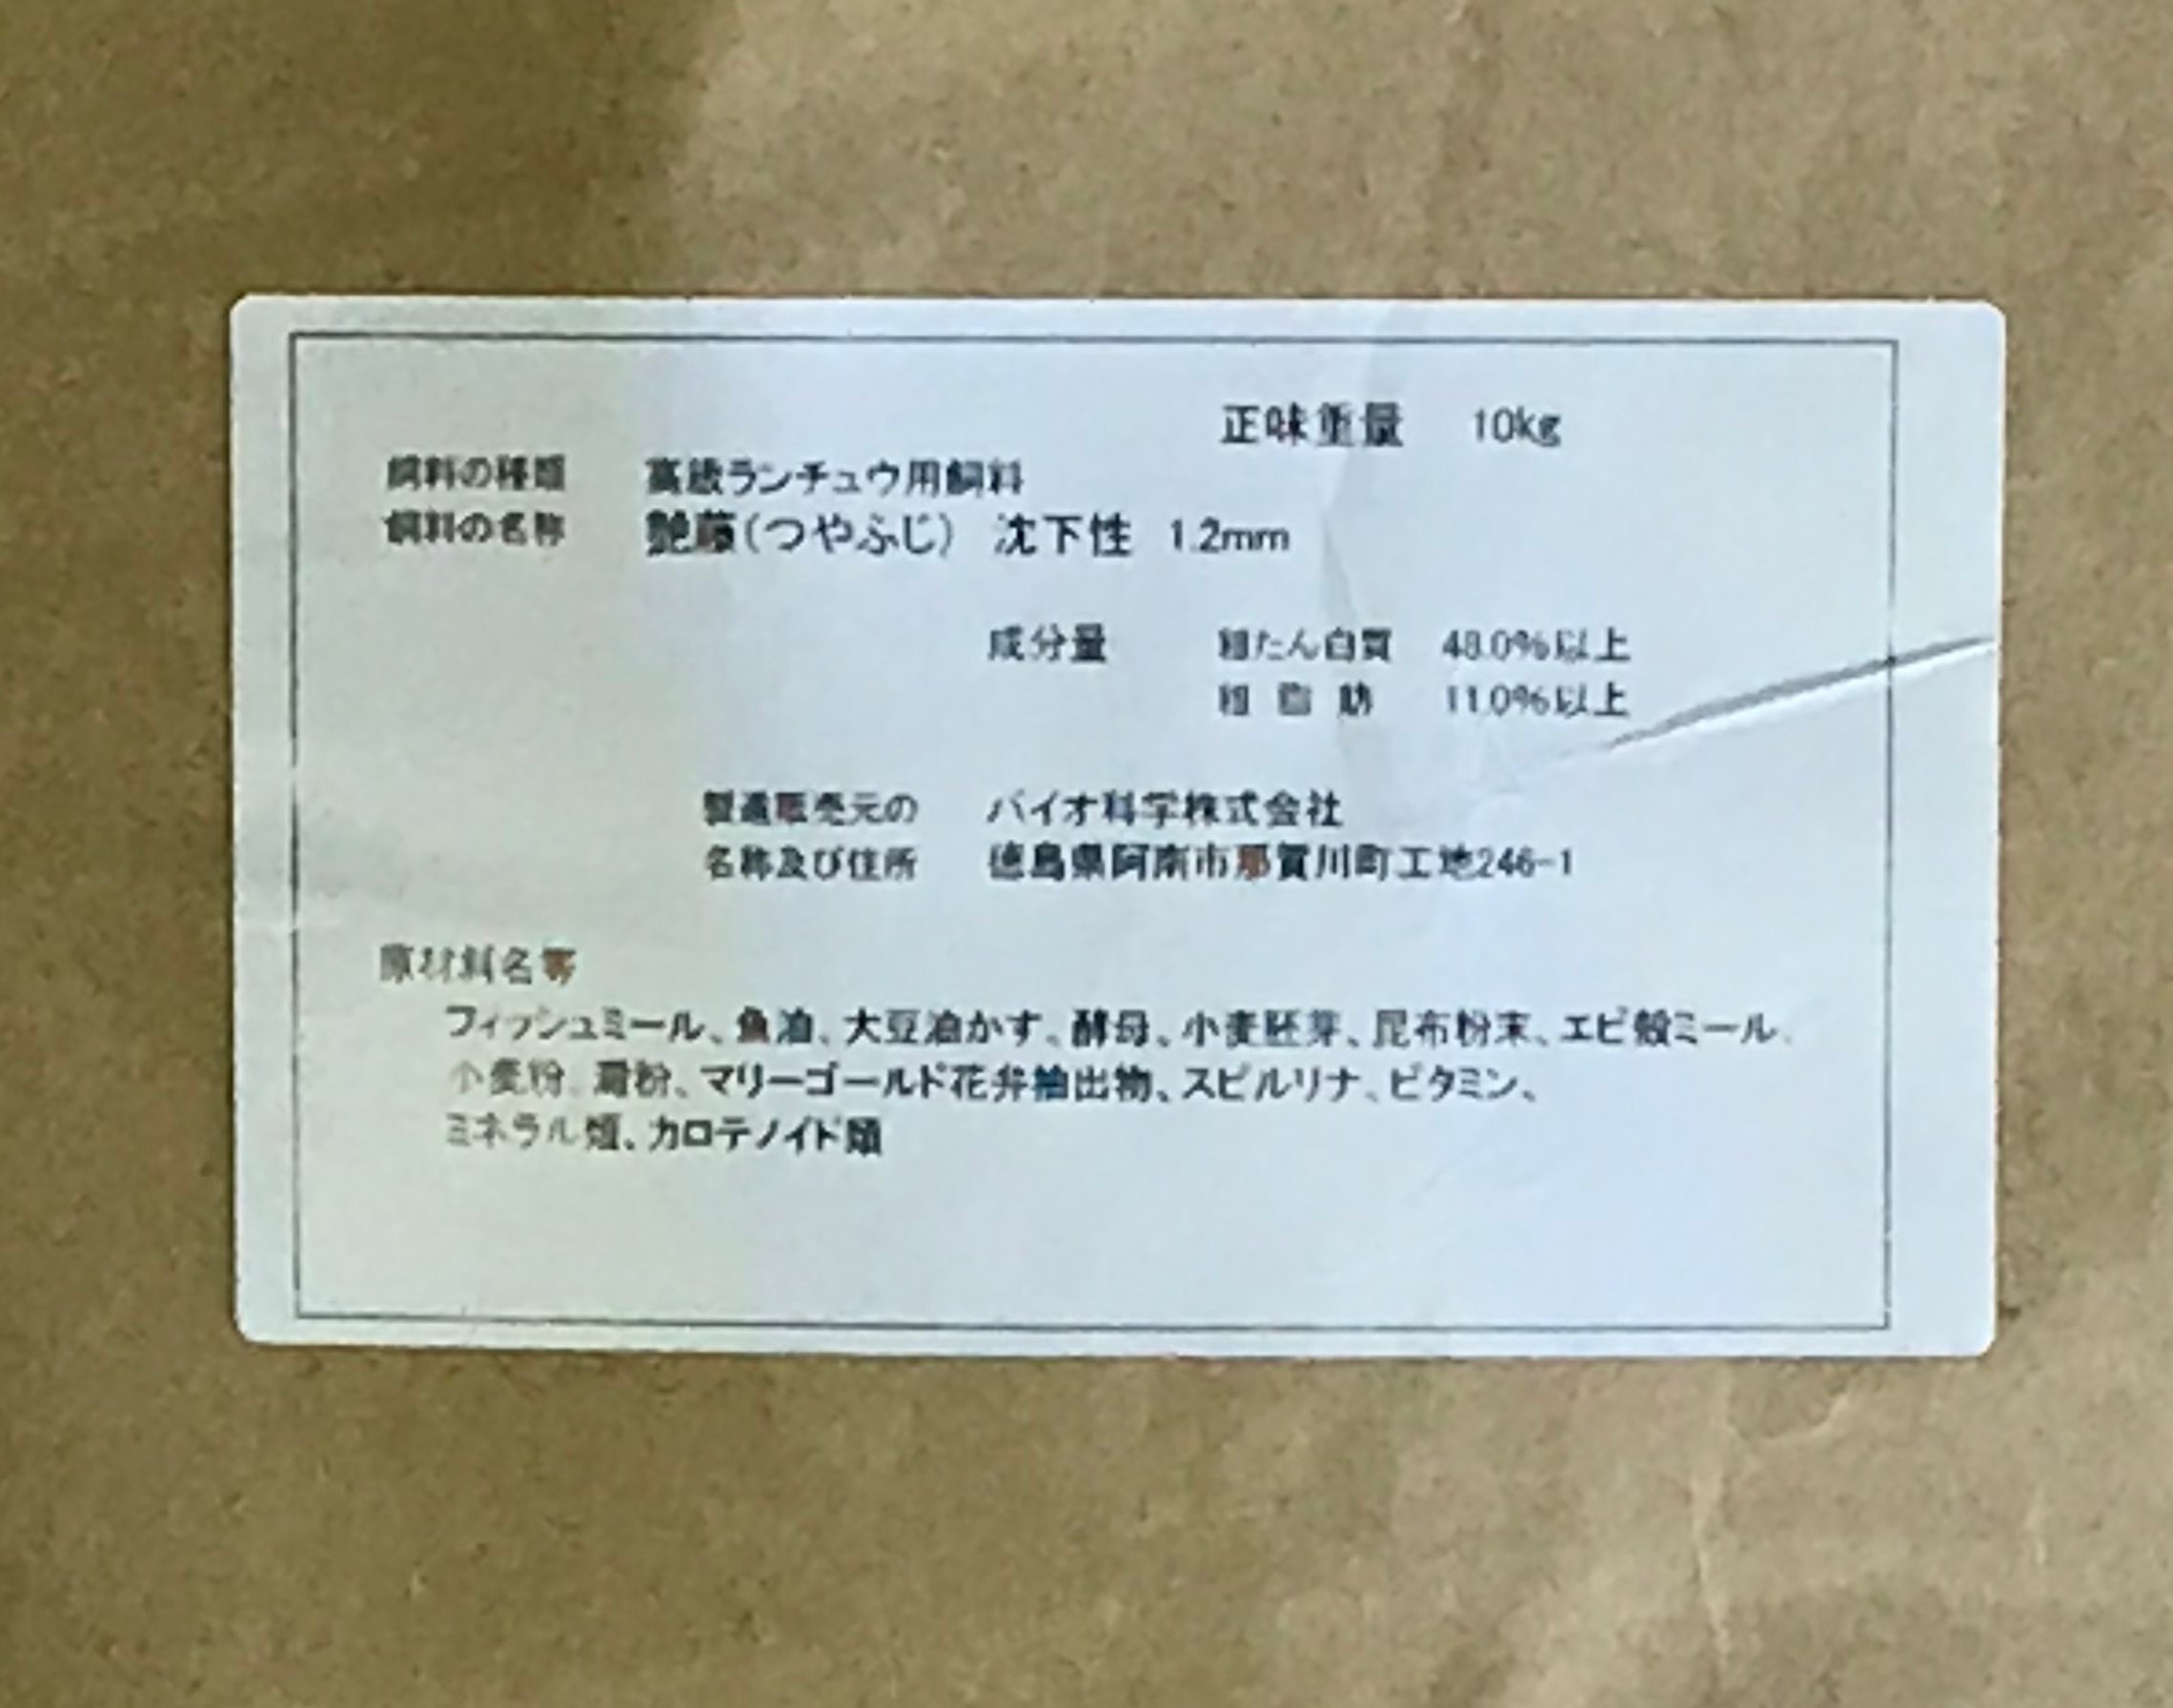 正味重量 10kg
飼料の種類 高級ランチュウ用飼料
飼料の名称 艶藤(つやふじ) 沈下性 1.2mm
成分量 粗たん白質 48.0%以上
粗脂肪 11.0%以上
製造販売元の バイオ科学株式会社
名称及び住所 徳島県阿南市那賀川町工地246-1
原材料名等
フィッシュミール、魚油、大豆油かす、酵母、小麦胚芽、昆布粉末、エビ殻ミール、
小麦粉、澱粉、マリーゴールド花弁抽出物、スピルリナ、ビタミン、
ミネラル類、カロテノイド類